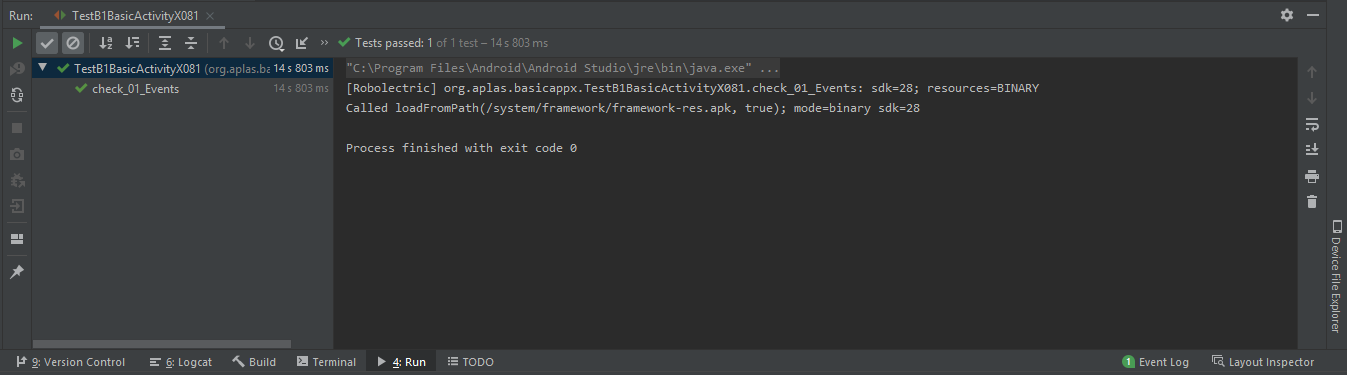 Run: TestB1BasicActivityX081
Tests passed: 1 of 1 test – 14 s 803 ms
TestB1BasicActivityX081 (org.aplas.ba 14 s 803 ms
check_01_Events 14 s 803 ms
"C:\Program Files\Android\Android Studio\jre\bin\java.exe" ...
[Robolectric] org.aplas.basicappx.TestB1BasicActivityX081.check_01_Events: sdk=28; resources=BINARY
Called loadFromPath(/system/framework/framework-res.apk, true); mode=binary sdk=28
Process finished with exit code 0
Device File Explorer
9: Version Control 6: Logcat Build Terminal 4: Run TODO 1 Event Log Layout Inspector